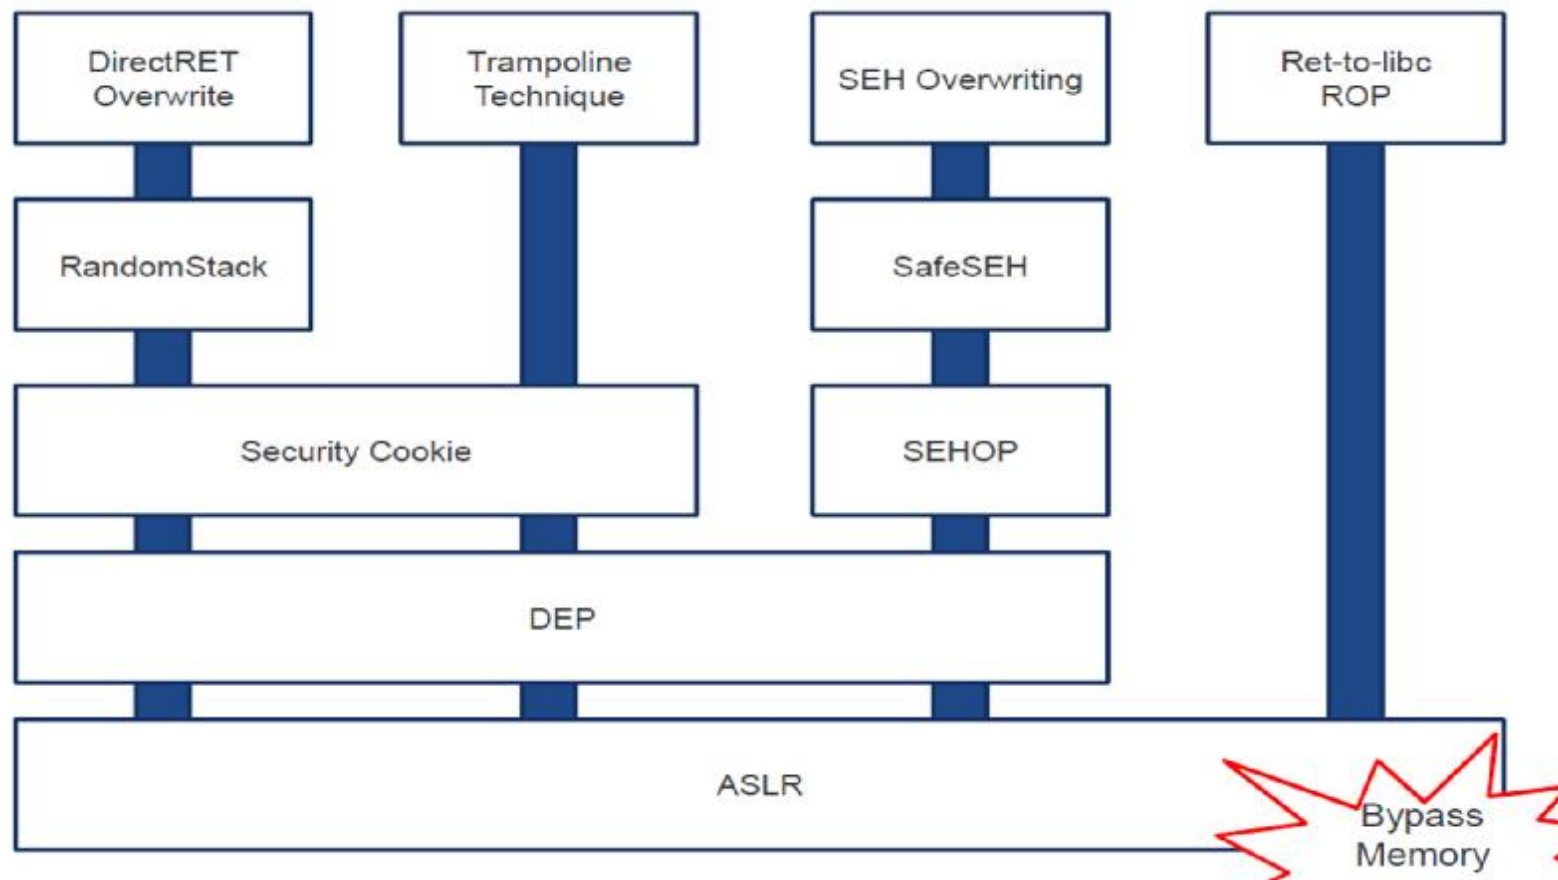 DirectRET
Overwrite
Trampoline
Technique
SEH Overwriting
Ret-to-libc
ROP
RandomStack
SafeSEH
Security Cookie
SEHOP
DEP
ASLR
Bypass
Memory